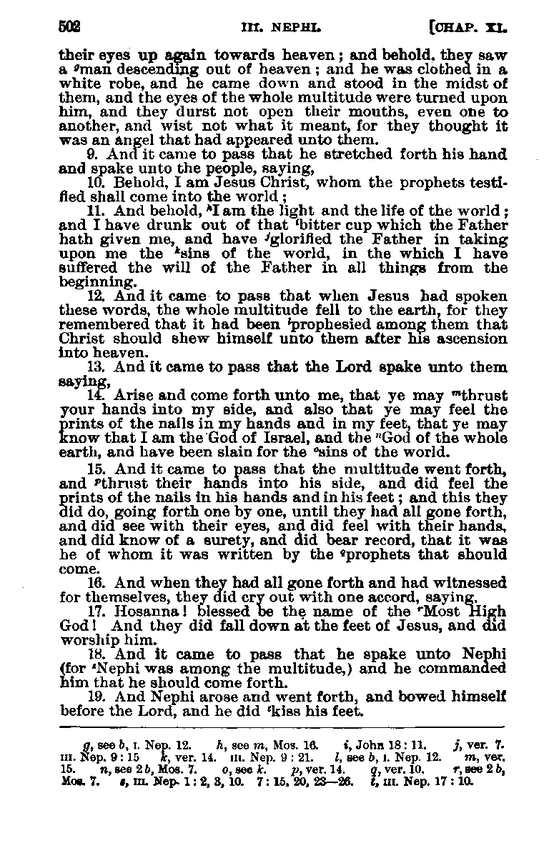 502 III. NEPHI. [CHAP. XI.
their eyes up again towards heaven; and behold, they saw
a ᵍman descending out of heaven; and he was clothed in a
white robe, and he came down and stood in the midst of
them, and the eyes of the whole multitude were turned upon
him, and they durst not open their mouths, even one to
another, and wist not what it meant, for they thought it
was an angel that had appeared unto them.
9. And it came to pass that he stretched forth his hand
and spake unto the people, saying,
10. Behold, I am Jesus Christ, whom the prophets testi-
fied shall come into the world;
11. And behold, ʰI am the light and the life of the world;
and I have drunk out of that ⁱbitter cup which the Father
hath given me, and have ʲglorified the Father in taking
upon me the ᵏsins of the world, in the which I have
suffered the will of the Father in all things from the
beginning.
12. And it came to pass that when Jesus had spoken
these words, the whole multitude fell to the earth, for they
remembered that it had been ˡprophesied among them that
Christ should shew himself unto them after his ascension
into heaven.
13. And it came to pass that the Lord spake unto them
saying,
14. Arise and come forth unto me, that ye may ᵐthrust
your hands into my side, and also that ye may feel the
prints of the nails in my hands and in my feet, that ye may
know that I am the God of Israel, and the ⁿGod of the whole
earth, and have been slain for the ᵒsins of the world.
15. And it came to pass that the multitude went forth,
and ᵖthrust their hands into his side, and did feel the
prints of the nails in his hands and in his feet; and this they
did do, going forth one by one, until they had all gone forth,
and did see with their eyes, and did feel with their hands,
and did know of a surety, and did bear record, that it was
he of whom it was written by the qprophets that should
come.
16. And when they had all gone forth and had witnessed
for themselves, they did cry out with one accord, saying,
17. Hosanna! blessed be the name of the ʳMost High
God! And they did fall down at the feet of Jesus, and did
worship him.
18. And it came to pass that he spake unto Nephi
(for ˢNephi was among the multitude,) and he commanded
him that he should come forth.
19. And Nephi arose and went forth, and bowed himself
before the Lord, and he did ᵗkiss his feet.
g, see b, I. Nep. 12. h, see m, Mos. 16. i, John 18:11. j, ver. 7.
III. Nep. 9:15 k, ver. 14. III. Nep. 9:21. l, see b, I. Nep. 12. m, ver.
15. n, see 2 b, Mos. 7. o, see k. p, ver. 14. q, ver. 10. r, see 2 b,
Mos. 7. s, III. Nep. 1:2, 3, 10. 7:15, 20, 23—26. t, III. Nep. 17:10.